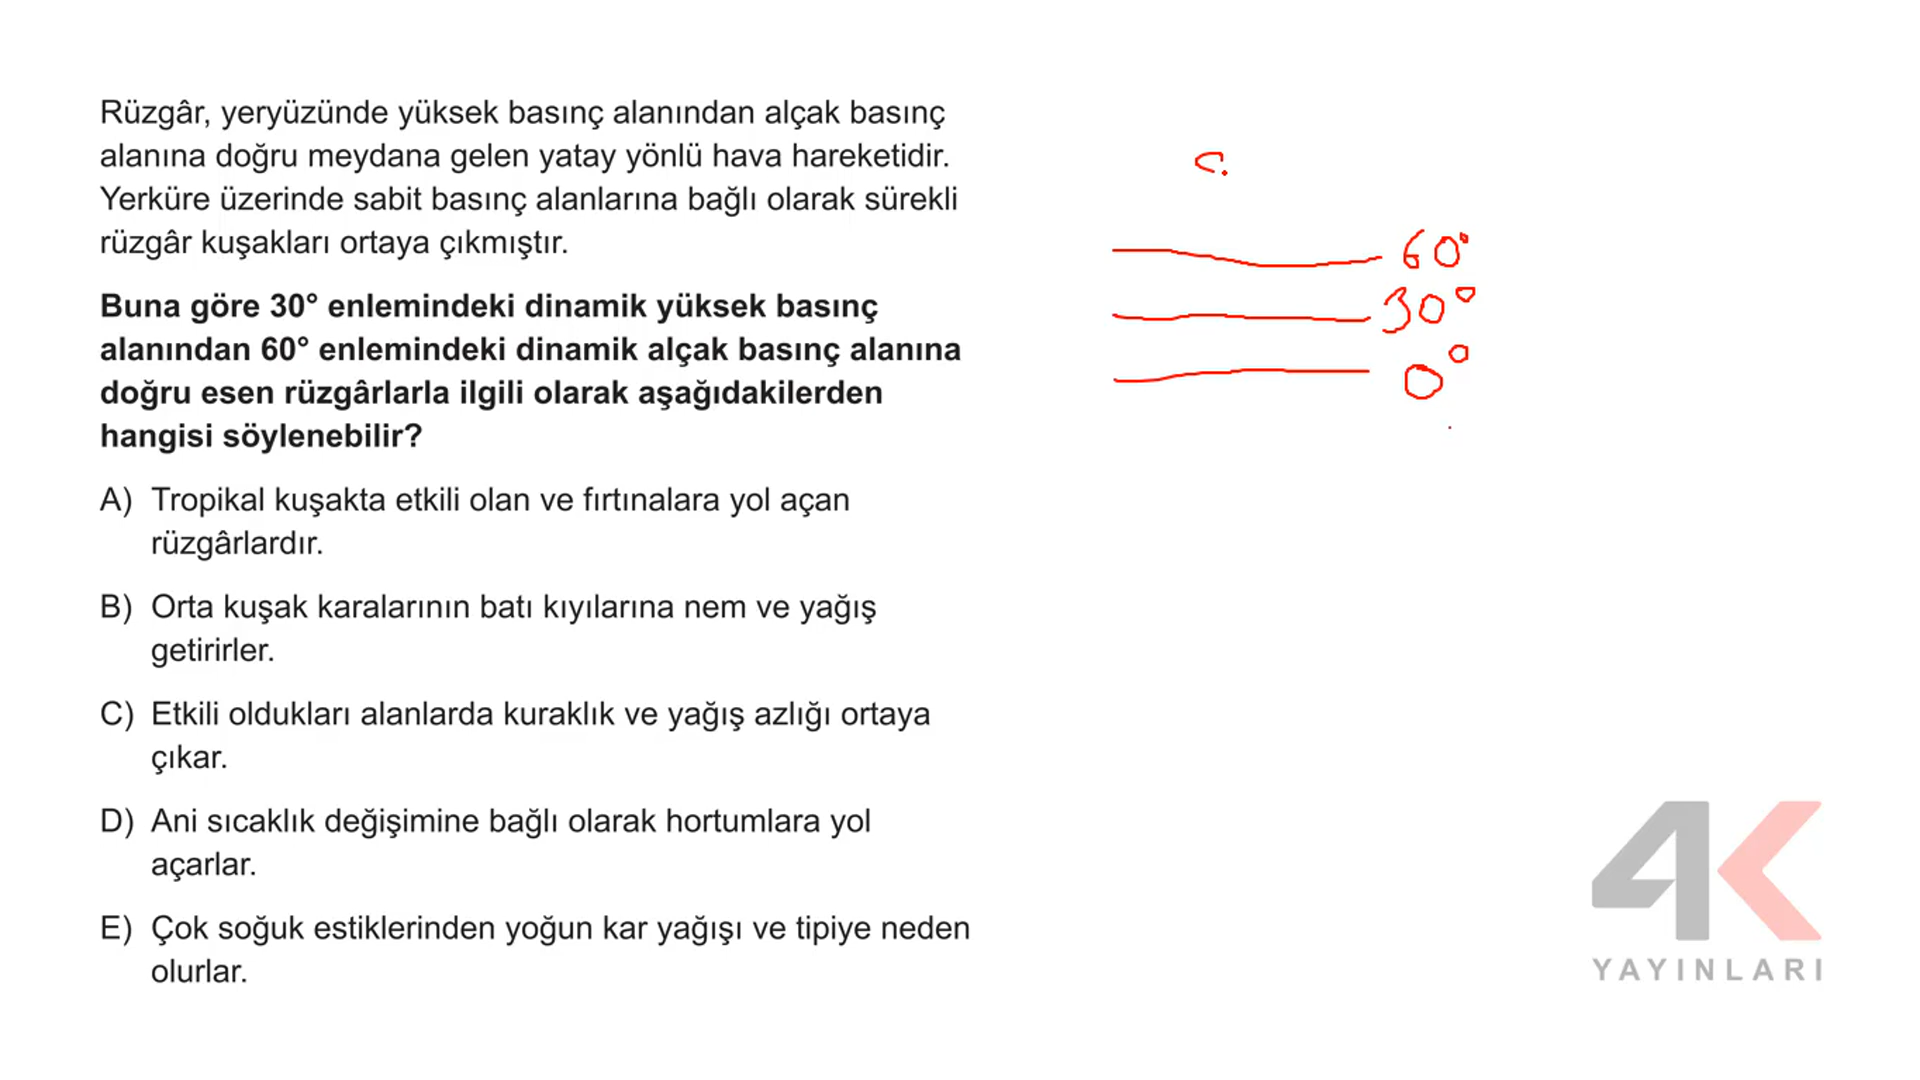 Rüzgâr, yeryüzünde yüksek basınç alanından alçak basınç
alanına doğru meydana gelen yatay yönlü hava hareketidir.
Yerküre üzerinde sabit basınç alanlarına bağlı olarak sürekli
rüzgâr kuşakları ortaya çıkmıştır.
Buna göre 30° enlemindeki dinamik yüksek basınç
alanından 60° enlemindeki dinamik alçak basınç alanına
doğru esen rüzgârlarla ilgili olarak aşağıdakilerden
hangisi söylenebilir?
A) Tropikal kuşakta etkili olan ve fırtınalara yol açan
rüzgârlardır.
B) Orta kuşak karalarının batı kıyılarına nem ve yağış
getirirler.
C) Etkili oldukları alanlarda kuraklık ve yağış azlığı ortaya
çıkar.
D) Ani sıcaklık değişimine bağlı olarak hortumlara yol
açarlar.
E) Çok soğuk estiklerinden yoğun kar yağışı ve tipiye neden
olurlar.
60°
30°
0°
4K
YAYINLARI